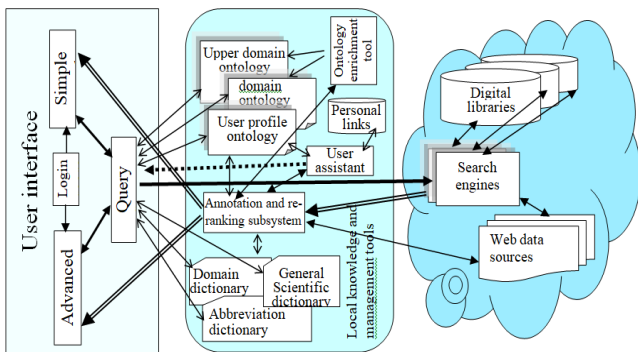 User interface
Simple
Login
Advanced
Query
Upper domain
ontology
domain
ontology
User profile
ontology
Ontology
enrichment
tool
Personal
links
User
assistant
Annotation and re-
ranking subsystem
Domain
dictionary
General
Scientific
dictionary
Abbreviation
dictionary
Local knowledge and
management tools
Digital
libraries
Search
engines
Web data
sources